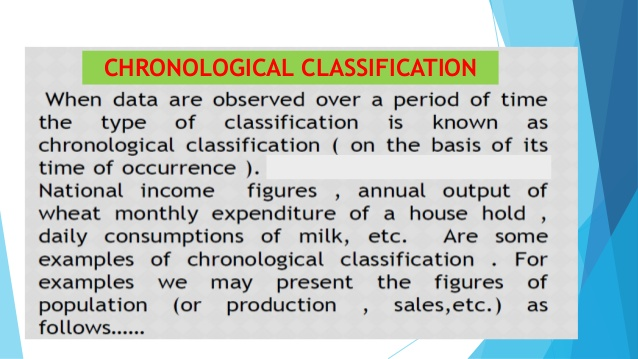 CHRONOLOGICAL CLASSIFICATION
When data are observed over a period of time
the type of classification is known as
chronological classification ( on the basis of its
time of occurrence ).
National income figures , annual output of
wheat monthly expenditure of a house hold ,
daily consumptions of milk, etc. Are some
examples of chronological classification . For
examples we may present the figures of
population (or production , sales,etc.) as
follows……